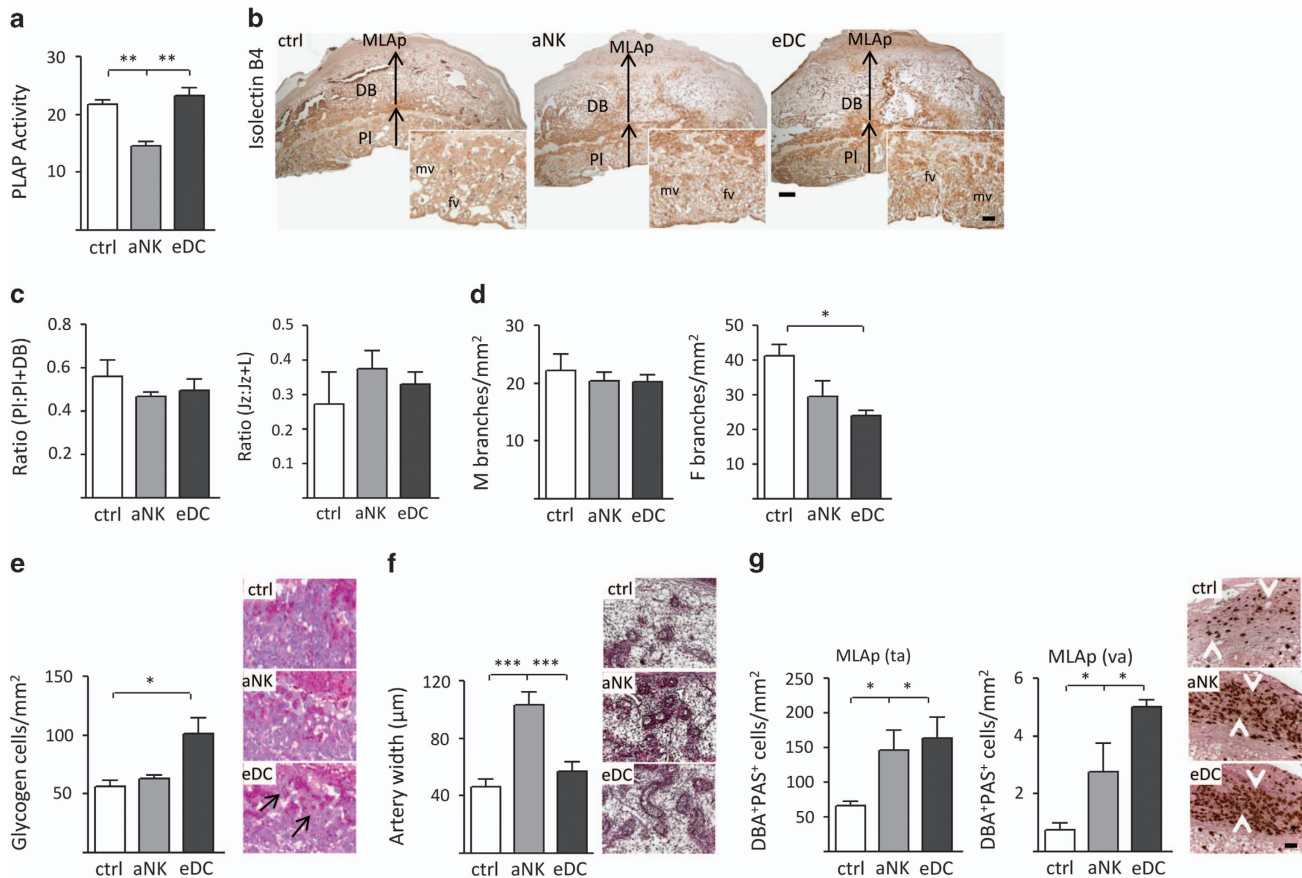 a
PLAP Activity
30
20
10
** **
ctrl aNK eDC
b
Isolectin B4
ctrl
MLAp
DB
Pl
mv
fv
aNK
MLAp
DB
Pl
mv
fv
eDC
MLAp
DB
Pl
fv
mv
c
Ratio (Pl:Pl+DB)
0.8
0.6
0.4
0.2
ctrl aNK eDC
Ratio (Jz:Jz+L)
0.5
0.4
0.3
0.2
0.1
ctrl aNK eDC
d
M branches/mm²
30
20
10
ctrl aNK eDC
F branches/mm²
50
40
30
20
10
*
ctrl aNK eDC
e
Glycogen cells/mm²
150
100
50
*
ctrl aNK eDC
ctrl
aNK
eDC
f
Artery width (μm)
120
80
40
*** ***
ctrl aNK eDC
ctrl
aNK
eDC
g
MLAp (ta)
DBA⁺PAS⁺ cells/mm²
200
150
100
50
* *
ctrl aNK eDC
MLAp (va)
DBA⁺PAS⁺ cells/mm²
6
4
2
* *
ctrl aNK eDC
ctrl
aNK
eDC